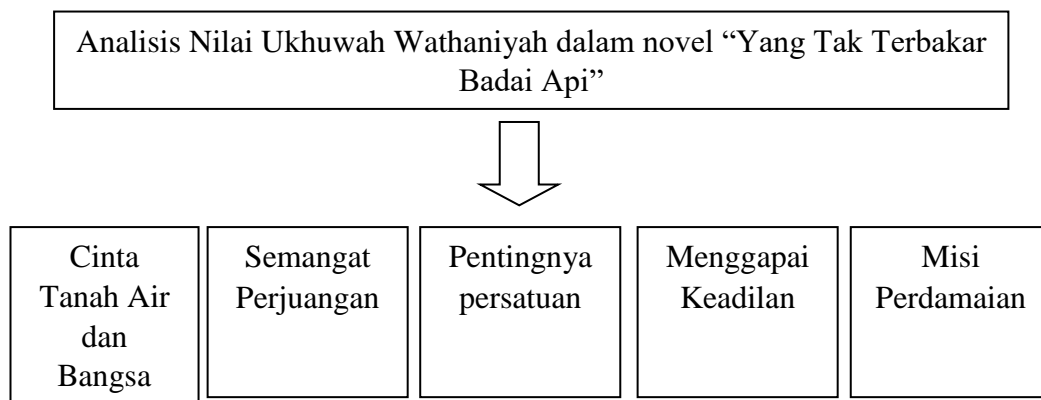 Analisis Nilai Ukhuwah Wathaniyah dalam novel “Yang Tak Terbakar
Badai Api”
Cinta
Tanah Air
dan
Bangsa
Semangat
Perjuangan
Pentingnya
persatuan
Menggapai
Keadilan
Misi
Perdamaian